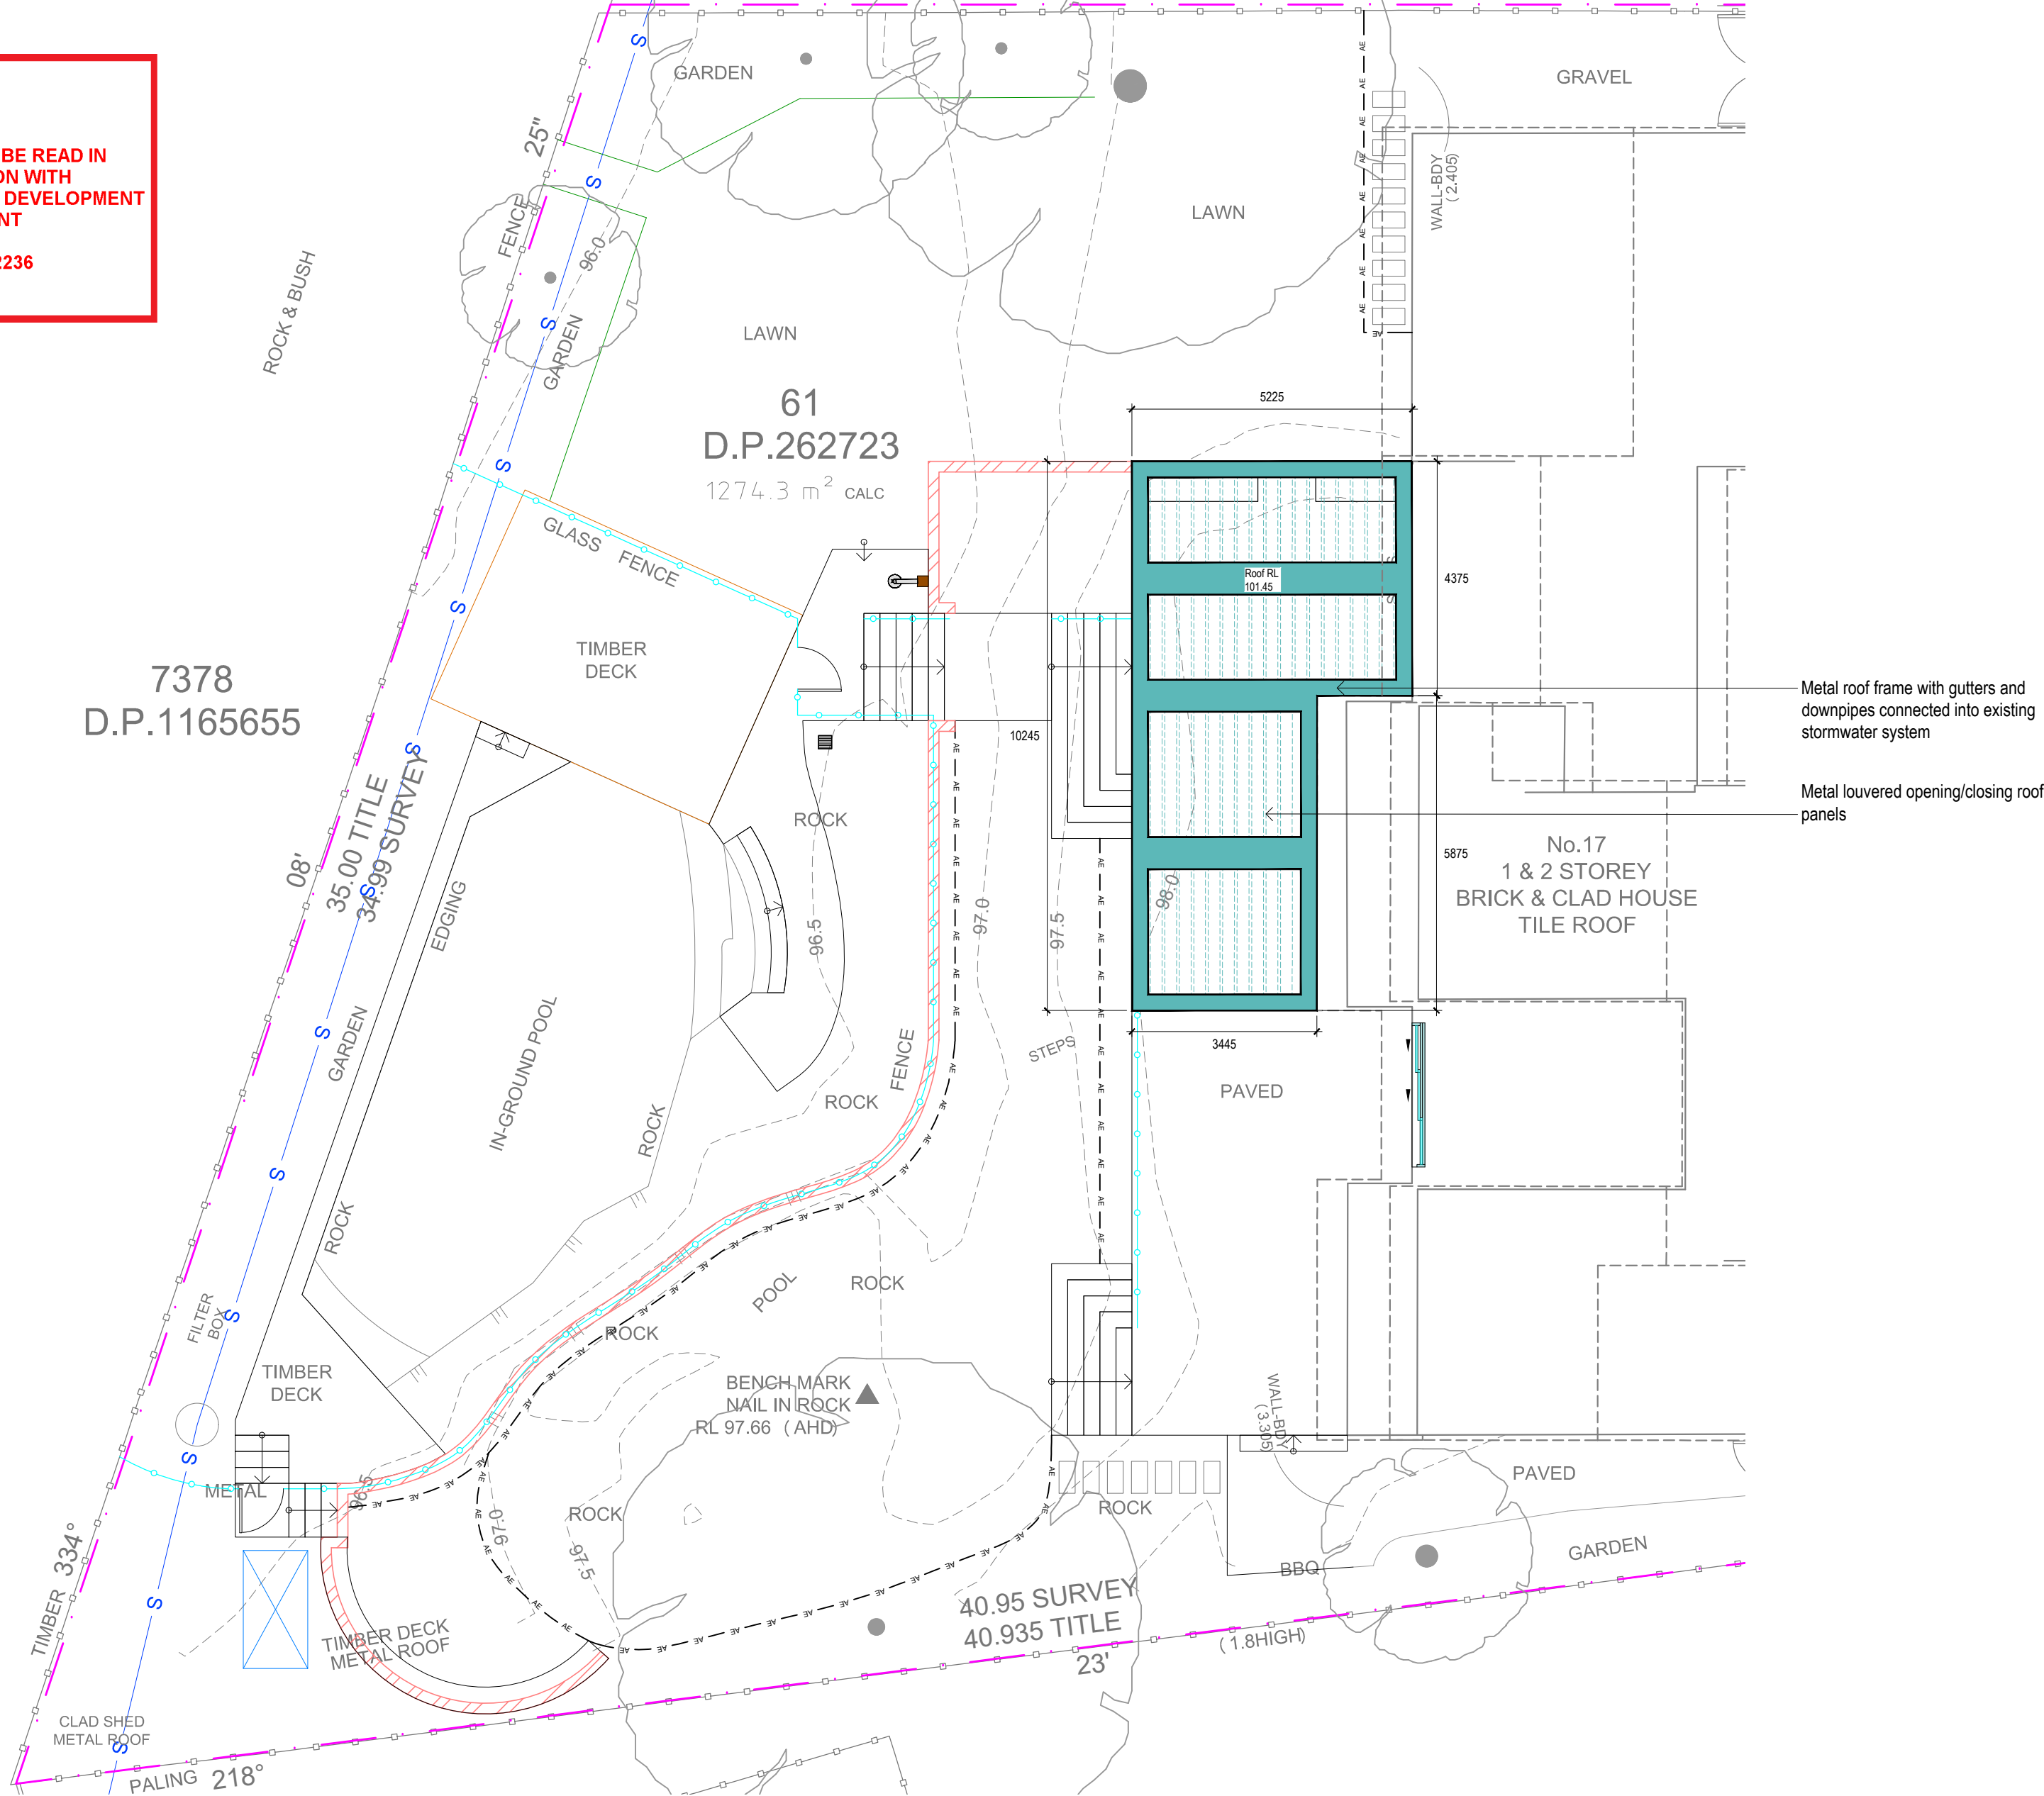 BE READ IN
ON WITH
DEVELOPMENT
NT
2236
GARDEN
GRAVEL
25"
FENCE
96.0
GARDEN
ROCK & BUSH
LAWN
LAWN
WALL-BDY
(2.405)
61
D.P.262723
1274.3 m² CALC
5225
GLASS FENCE
Roof RL
101.45
4375
TIMBER
DECK
7378
D.P.1165655
Metal roof frame with gutters and
downpipes connected into existing
stormwater system
10245
35.00 TITLE
34.99 SURVEY
08'
ROCK
Metal louvered opening/closing roof
panels
No.17
1 & 2 STOREY
BRICK & CLAD HOUSE
TILE ROOF
5875
EDGING
96.5
97.0
97.5
98.0
GARDEN
IN-GROUND POOL
ROCK
ROCK
FENCE
STEPS
3445
PAVED
ROCK
FILTER
BOX
POOL
ROCK
ROCK
TIMBER
DECK
BENCH MARK
NAIL IN ROCK
RL 97.66 ( AHD)
WALL-BDY
(3.305)
METAL
96.5
97.0
97.5
ROCK
ROCK
PAVED
GARDEN
BBQ
TIMBER 334°
TIMBER DECK
METAL ROOF
40.95 SURVEY
40.935 TITLE
23'
( 1.8HIGH)
CLAD SHED
METAL ROOF
PALING 218°